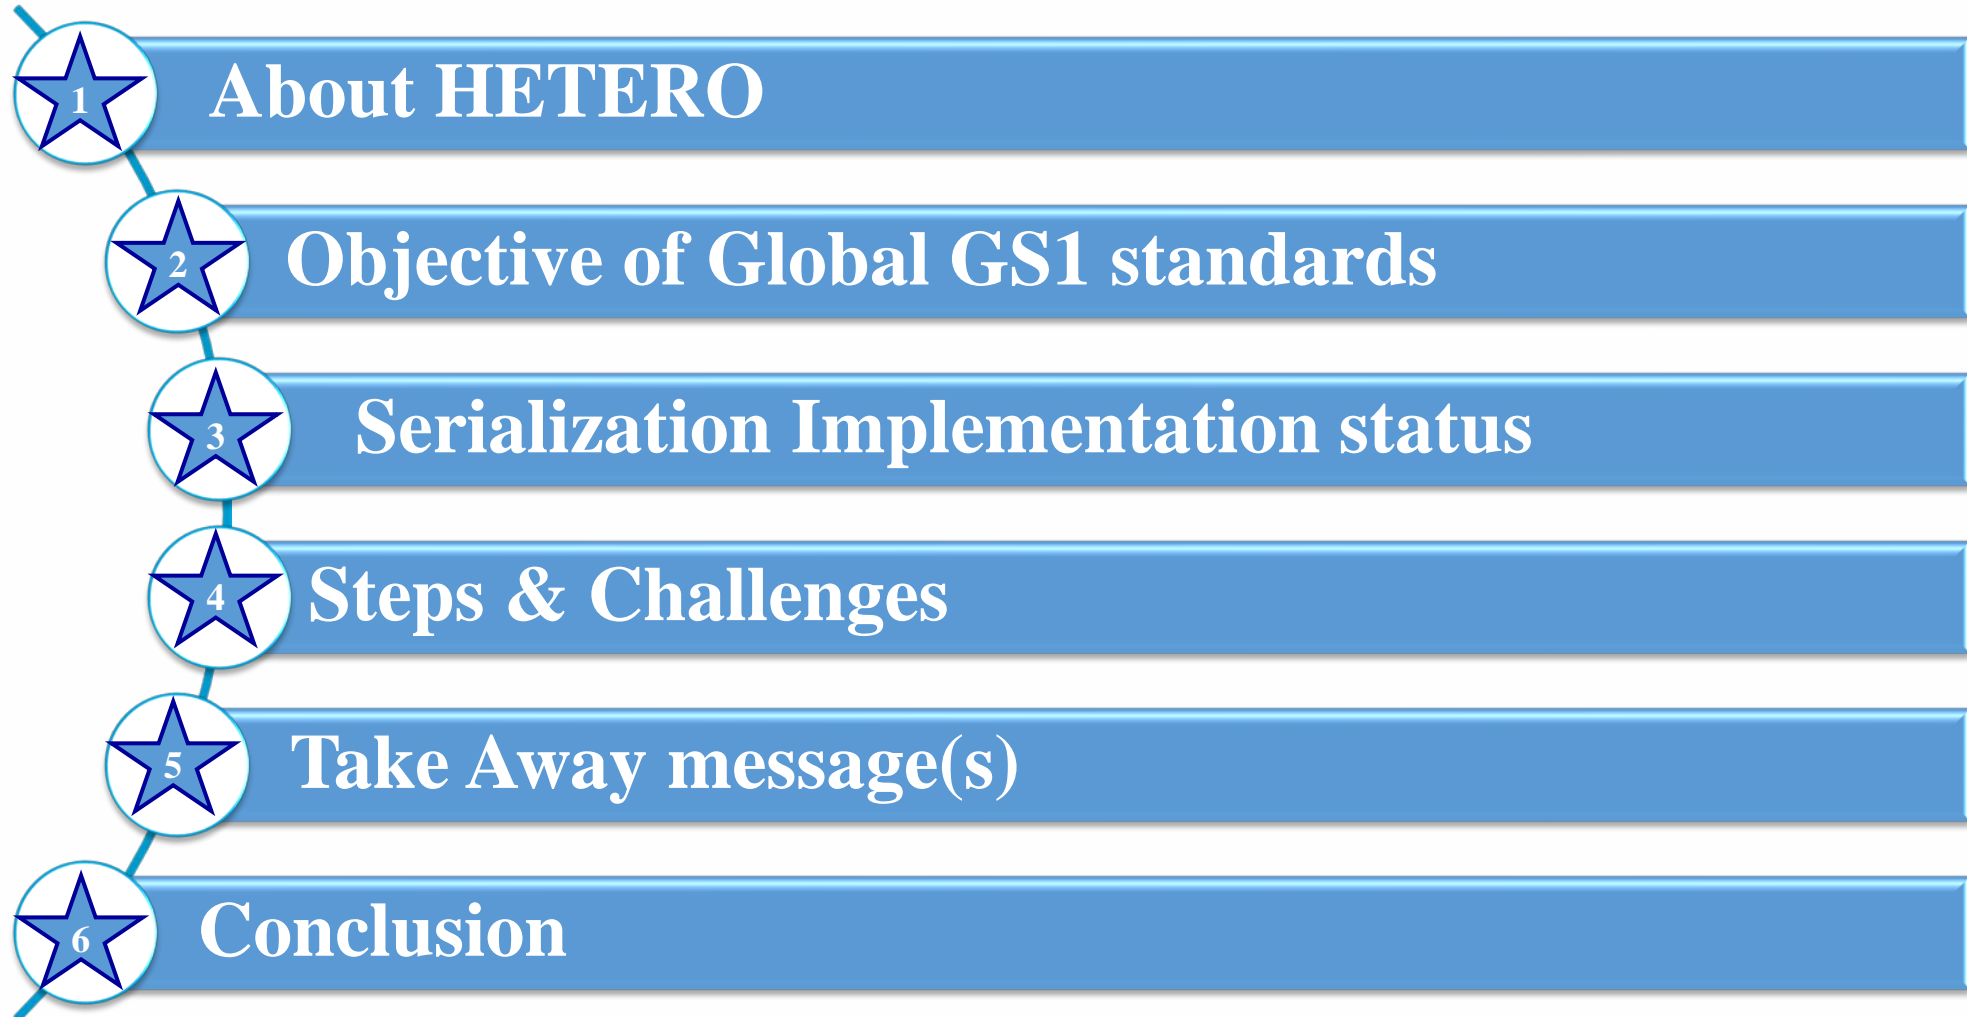 1 About HETERO
2 Objective of Global GS1 standards
3 Serialization Implementation status
4 Steps & Challenges
5 Take Away message(s)
6 Conclusion